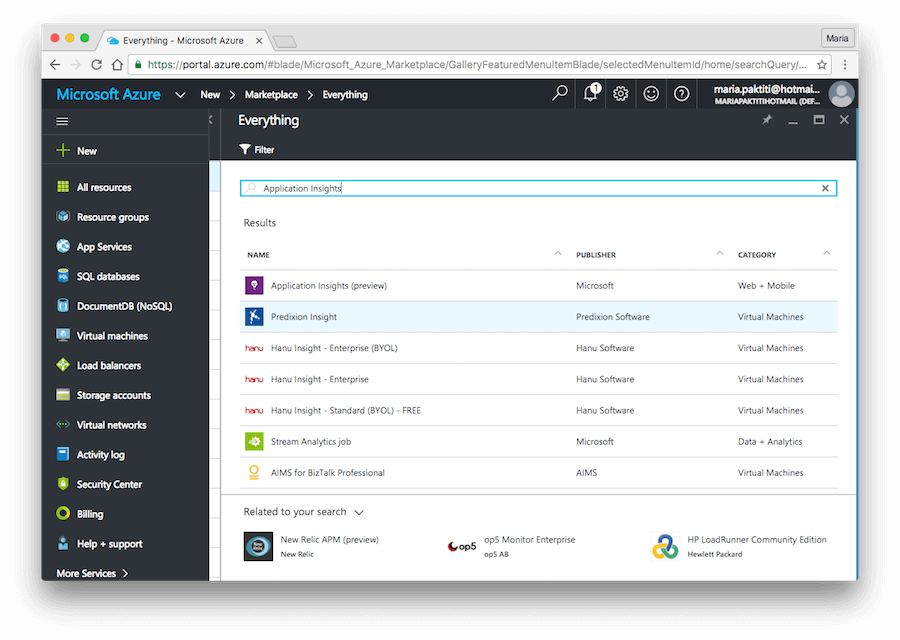 Everything - Microsoft Azure
Maria
https://portal.azure.com/#blade/Microsoft_Azure_Marketplace/GalleryFeaturedMenuItemBlade/selectedMenuItemId/home/searchQuery/...
Microsoft Azure New Marketplace Everything 1 maria.paktiti@hotmai...
MARIAPAKTITIHOTMAIL (DEF...
Everything
Filter
New
All resources
Resource groups
App Services
SQL databases
DocumentDB (NoSQL)
Virtual machines
Load balancers
Storage accounts
Virtual networks
Activity log
Security Center
Billing
Help + support
More Services
Application Insights
Results
NAME PUBLISHER CATEGORY
Application Insights (preview) Microsoft Web + Mobile
Predixion Insight Predixion Software Virtual Machines
hanu Hanu Insight - Enterprise (BYOL) Hanu Software Virtual Machines
hanu Hanu Insight - Enterprise Hanu Software Virtual Machines
hanu Hanu Insight - Standard (BYOL) - FREE Hanu Software Virtual Machines
Stream Analytics job Microsoft Data + Analytics
AIMS for BizTalk Professional AIMS Virtual Machines
Related to your search
New Relic
New Relic APM (preview)
New Relic
op5
op5 Monitor Enterprise
op5 AB
HP LoadRunner Community Edition
Hewlett Packard